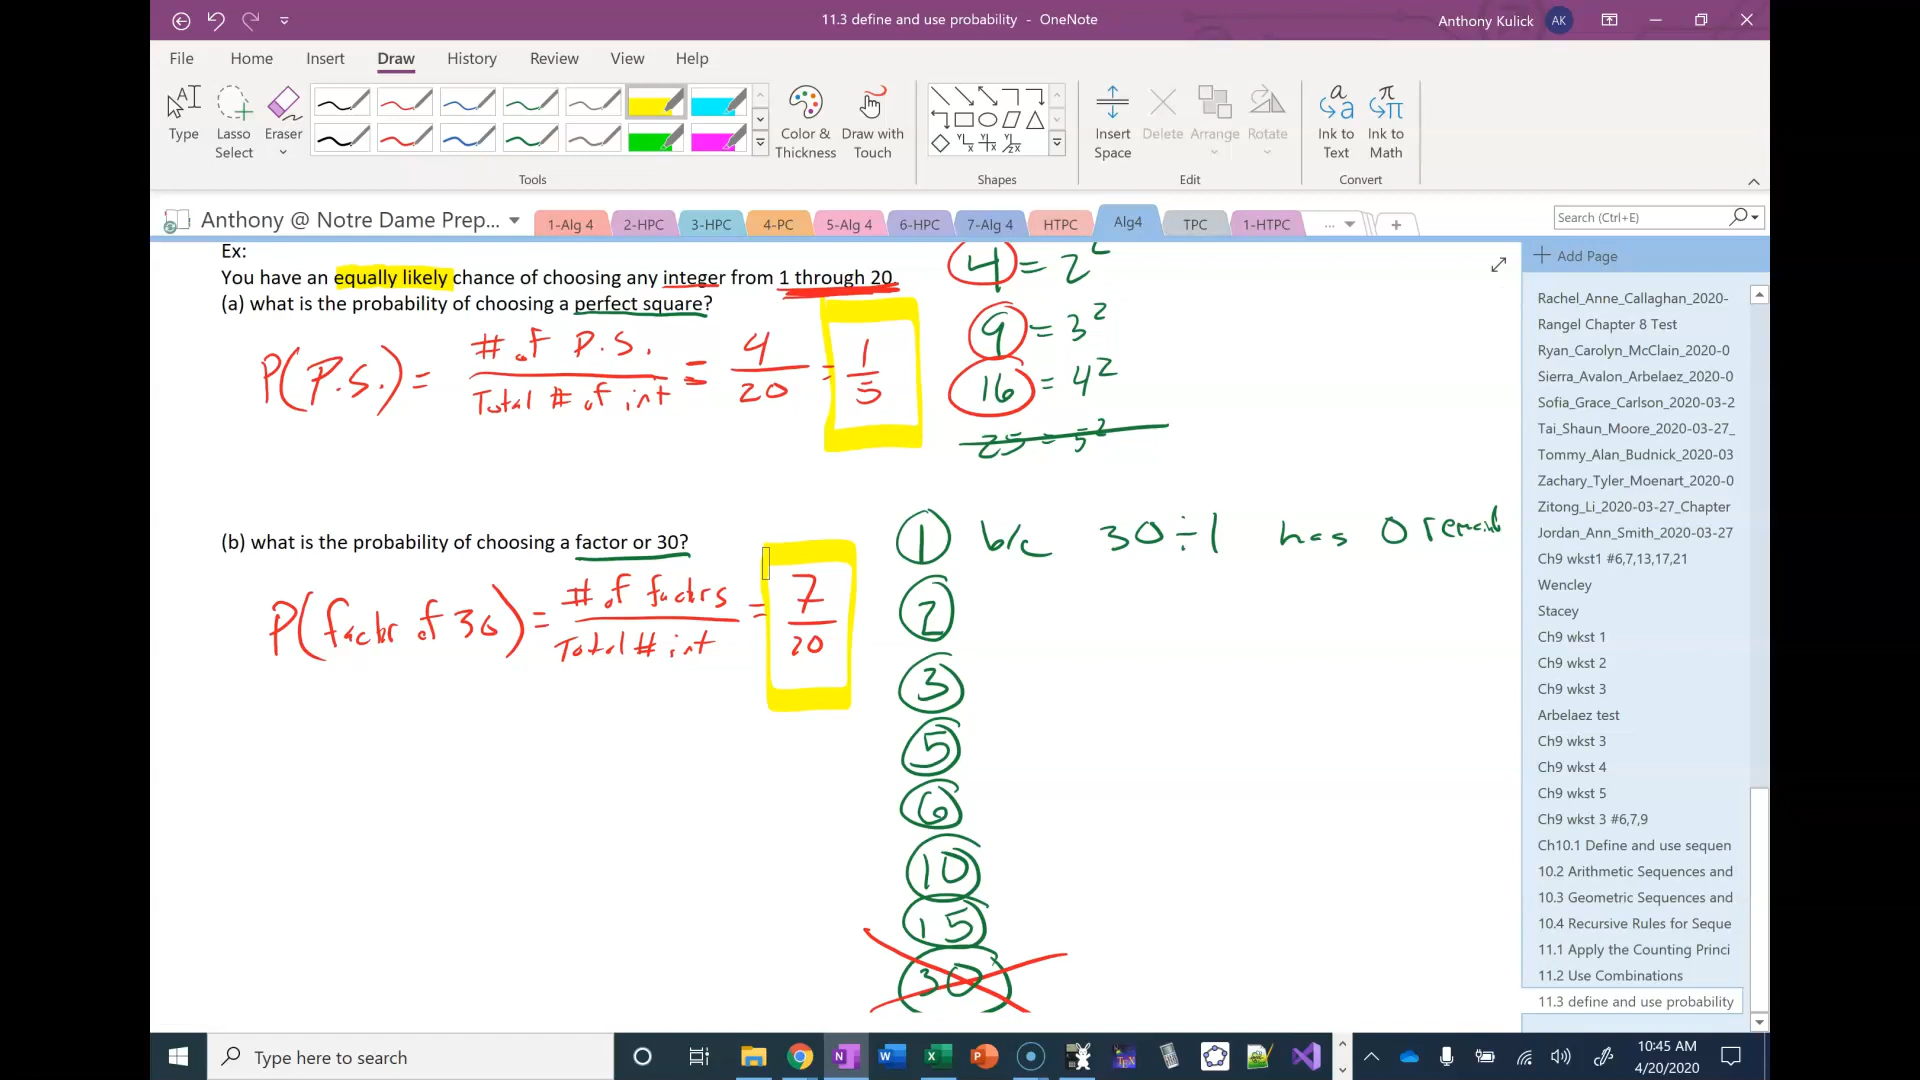 11.3 define and use probability - OneNote
Anthony Kulick AK
File Home Insert Draw History Review View Help
Type
Lasso Select
Eraser
Color & Thickness
Draw with Touch
Insert Space
Delete Arrange Rotate
Ink to Text
Ink to Math
Tools Shapes Edit Convert
Anthony @ Notre Dame Prep...
1-Alg 4 2-HPC 3-HPC 4-PC 5-Alg 4 6-HPC 7-Alg 4 HTPC Alg4 TPC 1-HTPC ... +
Search (Ctrl+E)
Ex:
You have an equally likely chance of choosing any integer from 1 through 20.
(a) what is the probability of choosing a perfect square?
P(P.S.) = # of P.S. / Total # of int = 4/20 = 1/5
4 = 2²
9 = 3²
16 = 4²
25 = 5²
(b) what is the probability of choosing a factor or 30?
P(factor of 30) = # of factrs / Total # int = 7/20
1 b/c 30 ÷ 1 has 0 remaind
2
3
5
6
10
15
30
Add Page
Rachel_Anne_Callaghan_2020-
Rangel Chapter 8 Test
Ryan_Carolyn_McClain_2020-0
Sierra_Avalon_Arbelaez_2020-0
Sofia_Grace_Carlson_2020-03-2
Tai_Shaun_Moore_2020-03-27_
Tommy_Alan_Budnick_2020-03
Zachary_Tyler_Moenart_2020-0
Zitong_Li_2020-03-27_Chapter
Jordan_Ann_Smith_2020-03-27
Ch9 wkst1 #6,7,13,17,21
Wencley
Stacey
Ch9 wkst 1
Ch9 wkst 2
Ch9 wkst 3
Arbelaez test
Ch9 wkst 3
Ch9 wkst 4
Ch9 wkst 5
Ch9 wkst 3 #6,7,9
Ch10.1 Define and use sequen
10.2 Arithmetic Sequences and
10.3 Geometric Sequences and
10.4 Recursive Rules for Seque
11.1 Apply the Counting Princi
11.2 Use Combinations
11.3 define and use probability
Type here to search
10:45 AM
4/20/2020